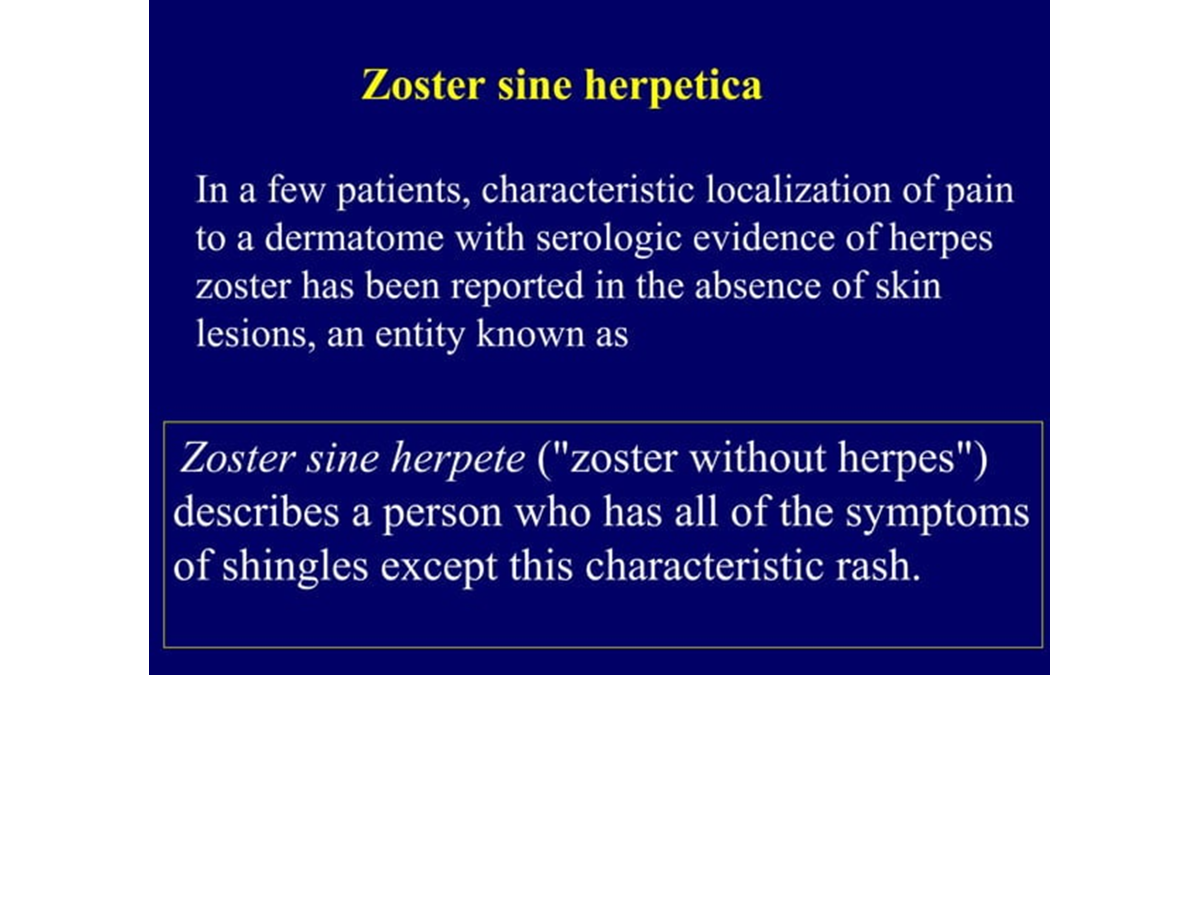 Zoster sine herpetica
In a few patients, characteristic localization of pain
to a dermatome with serologic evidence of herpes
zoster has been reported in the absence of skin
lesions, an entity known as
Zoster sine herpete ("zoster without herpes")
describes a person who has all of the symptoms
of shingles except this characteristic rash.